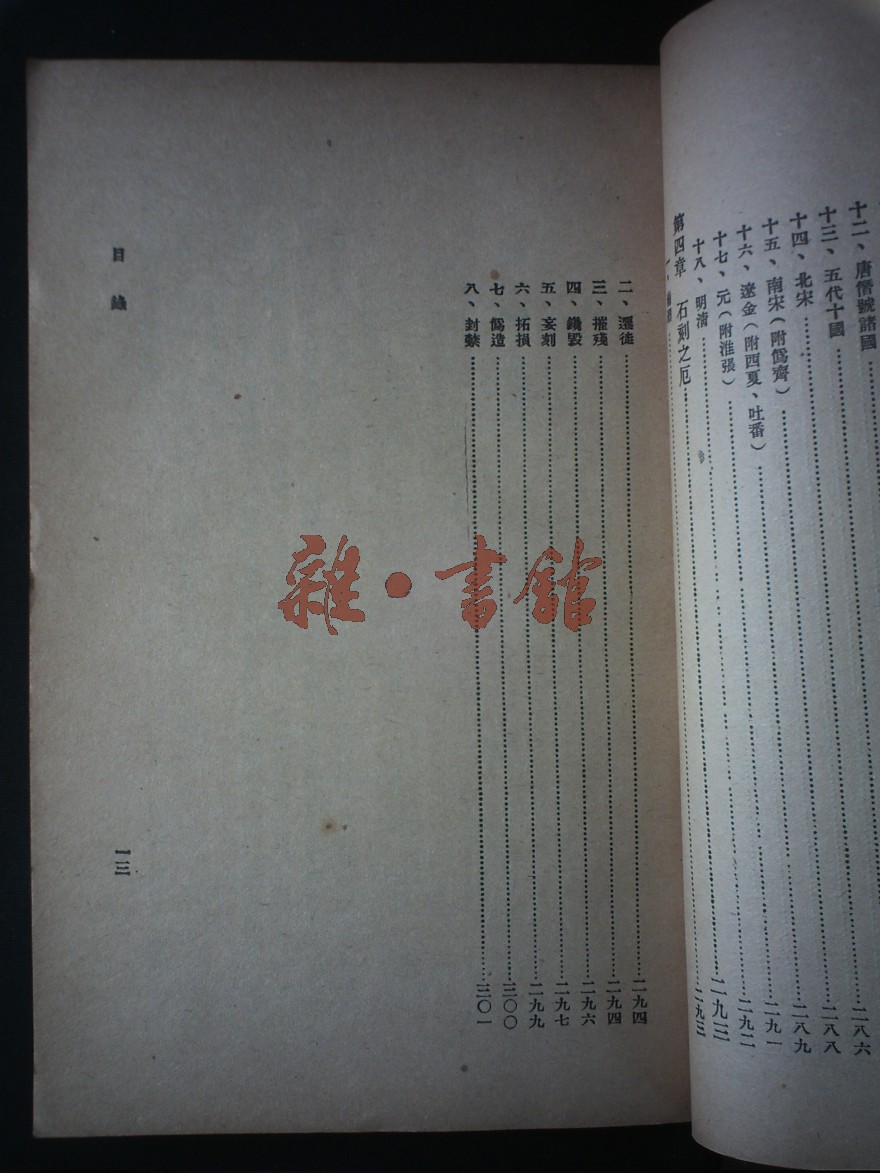 十二、唐僭號諸國……二八六
十三、五代十國……二八八
十四、北宋……二八九
十五、南宋（附僞齊）……二九一
十六、遼金（附西夏、吐番）……二九二
十七、元（附淮張）……二九三
十八、明清……二九三
第四章 石刻之厄
二、遷徙……二九四
三、摧殘……二九四
四、鑱毀……二九六
五、妄刻……二九七
六、拓損……二九九
七、僞造……三〇〇
八、封禁……三〇一
目錄
一三
雜·書館